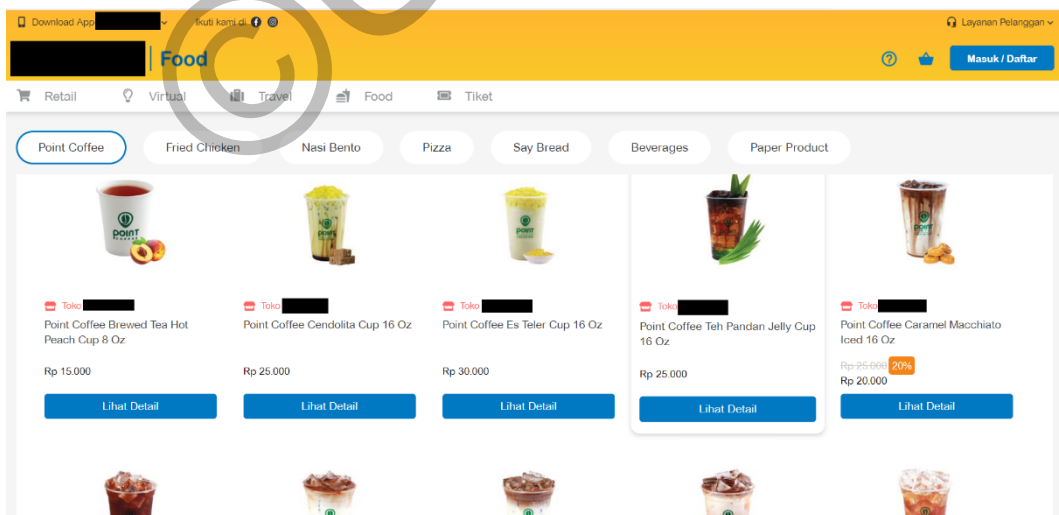 Download App
Ikuti kami di
Layanan Pelanggan
Food
Masuk / Daftar
Retail
Virtual
Travel
Food
Tiket
Point Coffee
Fried Chicken
Nasi Bento
Pizza
Say Bread
Beverages
Paper Product
POINT
Toko
Point Coffee Brewed Tea Hot
Peach Cup 8 Oz
Rp 15.000
Lihat Detail
POINT
Toko
Point Coffee Cendolita Cup 16 Oz
Rp 25.000
Lihat Detail
POINT
Toko
Point Coffee Es Teler Cup 16 Oz
Rp 30.000
Lihat Detail
Toko
Point Coffee Teh Pandan Jelly Cup
16 Oz
Rp 25.000
Lihat Detail
Toko
Point Coffee Caramel Macchiato
Iced 16 Oz
Rp 25.000 20%
Rp 20.000
Lihat Detail